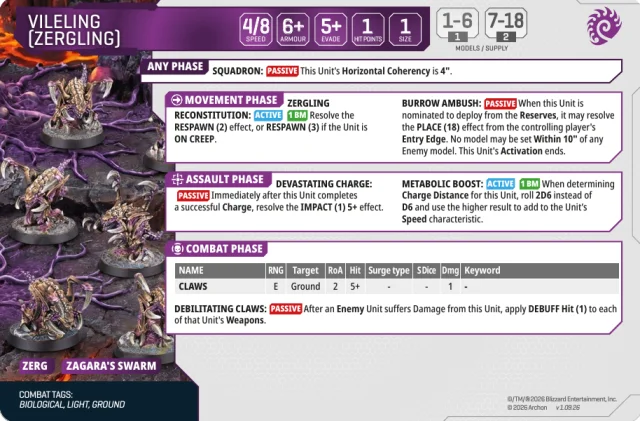 VILELING
(ZERGLING)
4/8
SPEED
6+
ARMOUR
5+
EVADE
1
HIT POINTS
1
SIZE
1-6
1
7-18
2
MODELS / SUPPLY
ANY PHASE
SQUADRON: PASSIVE This Unit's Horizontal Coherency is 4".
MOVEMENT PHASE
ZERGLING
RECONSTITUTION: ACTIVE 1 BM Resolve the
RESPAWN (2) effect, or RESPAWN (3) if the Unit is
ON CREEP.
BURROW AMBUSH: PASSIVE When this Unit is
nominated to deploy from the Reserves, it may resolve
the PLACE (18) effect from the controlling player's
Entry Edge. No model may be set Within 10" of any
Enemy model. This Unit's Activation ends.
ASSAULT PHASE
DEVASTATING CHARGE:
PASSIVE Immediately after this Unit completes
a successful Charge, resolve the IMPACT (1) 5+ effect.
METABOLIC BOOST: ACTIVE 1 BM When determining
Charge Distance for this Unit, roll 2D6 instead of
D6 and use the higher result to add to the Unit's
Speed characteristic.
COMBAT PHASE
NAME RNG Target RoA Hit Surge type SDice Dmg Keyword
CLAWS E Ground 2 5+ - - 1 -
DEBILITATING CLAWS: PASSIVE After an Enemy Unit suffers Damage from this Unit, apply DEBUFF Hit (1) to each
of that Unit's Weapons.
ZERG
ZAGARA'S SWARM
COMBAT TAGS:
BIOLOGICAL, LIGHT, GROUND
©/TM/®2026 Blizzard Entertainment, Inc.
© 2026 Archon v 1.09.26